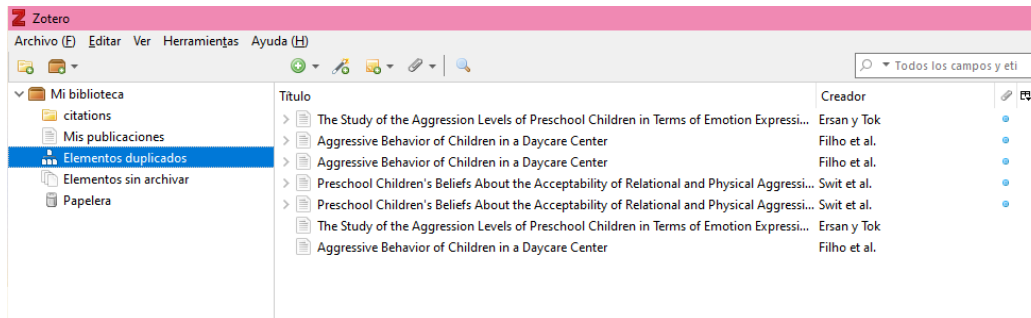 Zotero
Archivo (F) Editar Ver Herramientas Ayuda (H)
Todos los campos y eti
Mi biblioteca
citations
Mis publicaciones
Elementos duplicados
Elementos sin archivar
Papelera
Título Creador
The Study of the Aggression Levels of Preschool Children in Terms of Emotion Expressi... Ersan y Tok
Aggressive Behavior of Children in a Daycare Center Filho et al.
Aggressive Behavior of Children in a Daycare Center Filho et al.
Preschool Children's Beliefs About the Acceptability of Relational and Physical Aggressi... Swit et al.
Preschool Children's Beliefs About the Acceptability of Relational and Physical Aggressi... Swit et al.
The Study of the Aggression Levels of Preschool Children in Terms of Emotion Expressi... Ersan y Tok
Aggressive Behavior of Children in a Daycare Center Filho et al.